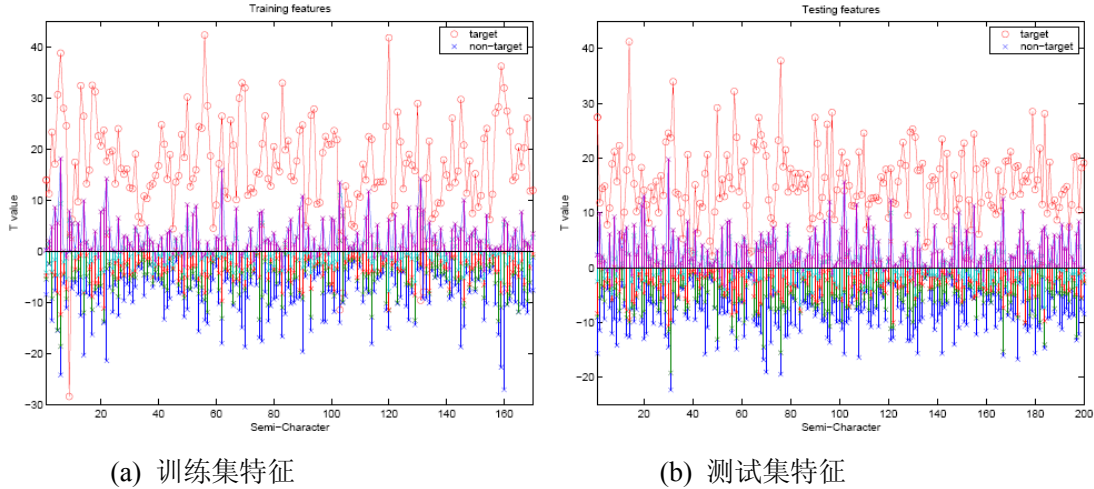 Training features
target
non-target
40
30
20
10
0
−10
−20
−30
T value
20 40 60 80 100 120 140 160
Semi−Character
(a) 训练集特征
Testing features
target
non−target
40
30
20
10
0
−10
−20
T value
20 40 60 80 100 120 140 160 180 200
Semi−Character
(b) 测试集特征